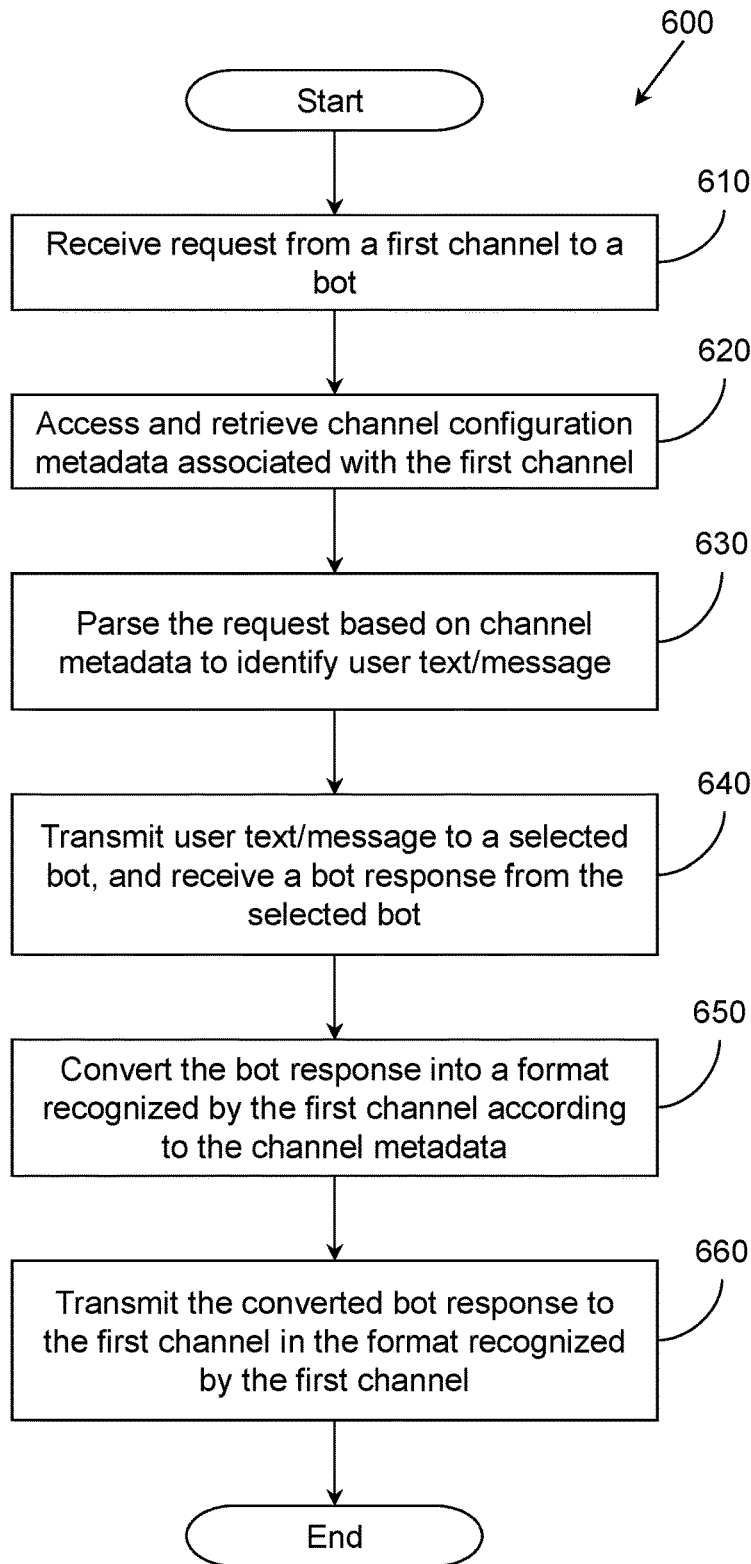 600
Start
610
Receive request from a first channel to a
bot
620
Access and retrieve channel configuration
metadata associated with the first channel
630
Parse the request based on channel
metadata to identify user text/message
640
Transmit user text/message to a selected
bot, and receive a bot response from the
selected bot
650
Convert the bot response into a format
recognized by the first channel according
to the channel metadata
660
Transmit the converted bot response to
the first channel in the format recognized
by the first channel
End